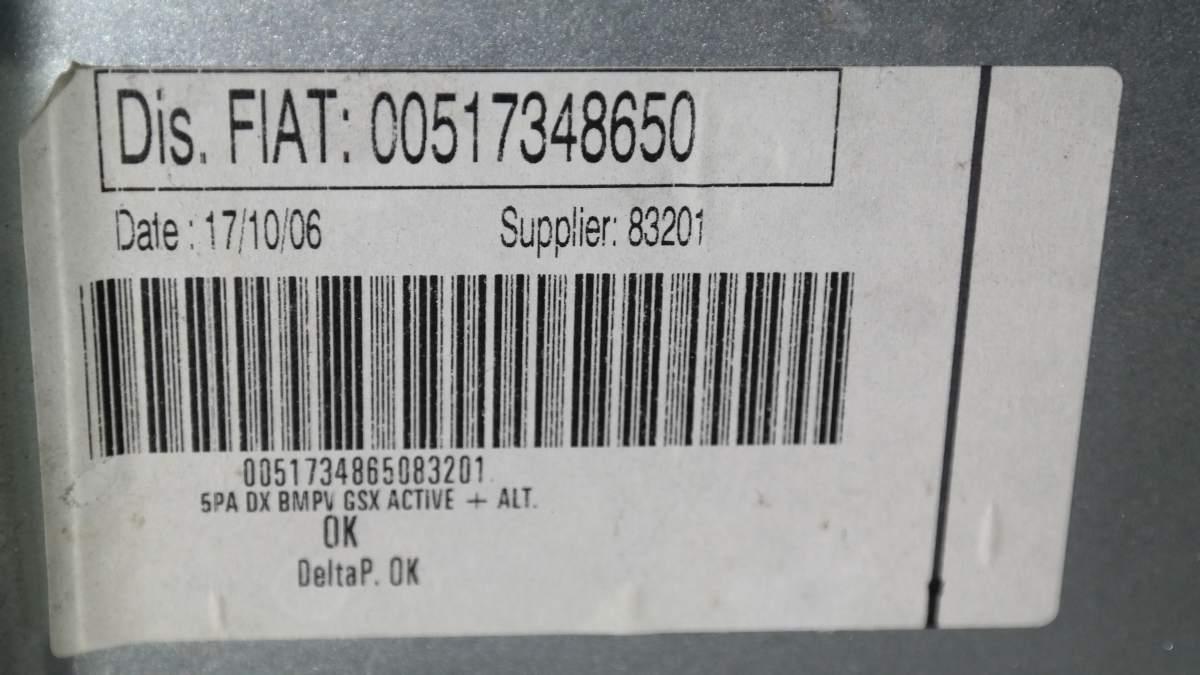 Dis. FIAT: 00517348650
Date : 17/10/06 Supplier: 83201
0051734865083201
5PA DX BMPV GSX ACTIVE + ALT.
OK
DeltaP. OK